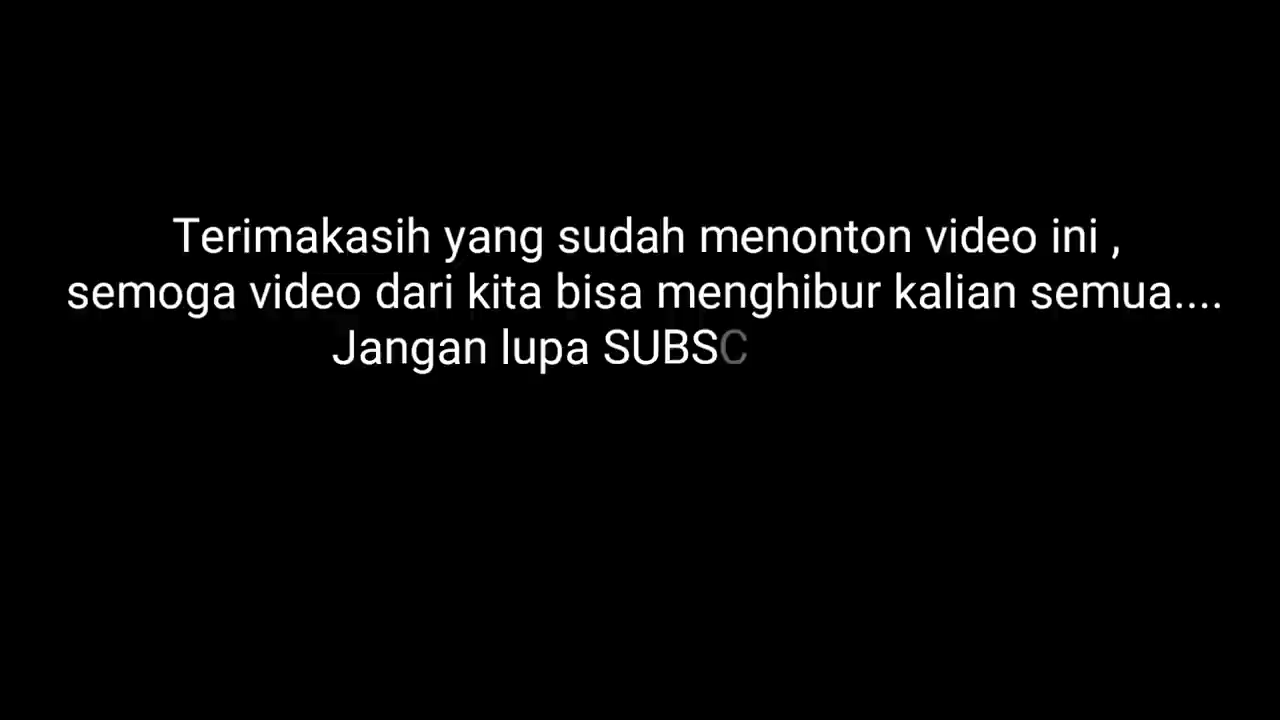 Terimakasih yang sudah menonton video ini ,
semoga video dari kita bisa menghibur kalian semua....
Jangan lupa SUBSC